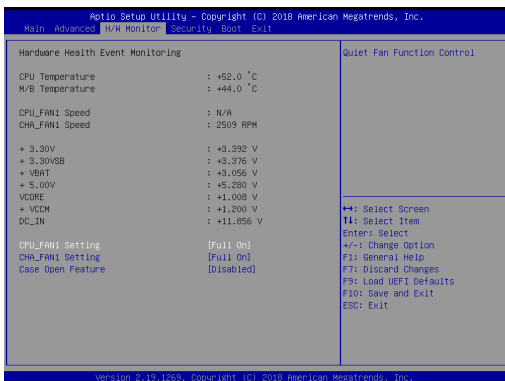 Aptio Setup Utility – Copyright (C) 2018 American Megatrends, Inc.
Main Advanced H/W Monitor Security Boot Exit
Hardware Health Event Monitoring
Quiet Fan Function Control
CPU Temperature : +52.0 °C
M/B Temperature : +44.0 °C
CPU_FAN1 Speed : N/A
CHA_FAN1 Speed : 2509 RPM
+ 3.30V : +3.392 V
+ 3.30VSB : +3.376 V
+ VBAT : +3.056 V
+ 5.00V : +5.280 V
VCORE : +1.008 V
+ VCCM : +1.200 V
DC_IN : +11.856 V
CPU_FAN1 Setting [Full On]
CHA_FAN1 Setting [Full On]
Case Open Feature [Disabled]
↔: Select Screen
↑↓: Select Item
Enter: Select
+/-: Change Option
F1: General Help
F7: Discard Changes
F9: Load UEFI Defaults
F10: Save and Exit
ESC: Exit
Version 2.19.1269. Copyright (C) 2018 American Megatrends, Inc.